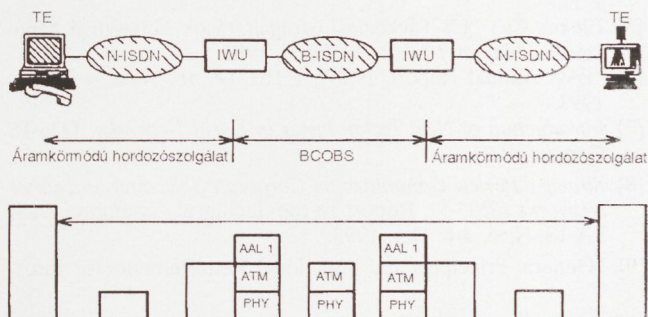 TE TE
N-ISDN IWU B-ISDN IWU N-ISDN
Áramkörmódú hordozószolgálat BCOBS Áramkörmódú hordozószolgálat
AAL 1 AAL 1
ATM ATM ATM
PHY PHY PHY